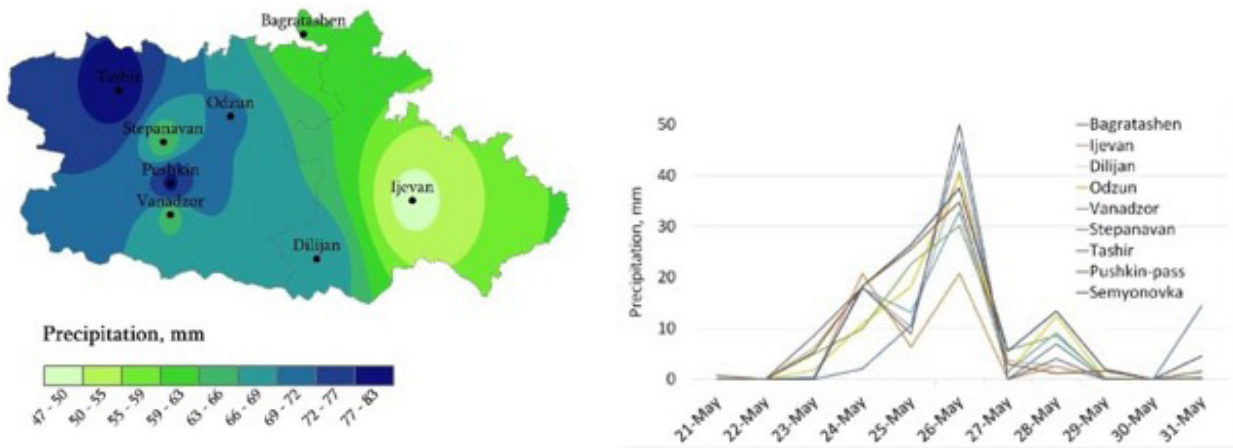 Bagratashen
Tashir
Odzun
Stepanavan
Pushkin
Vanadzor
Ijevan
Dilijan
Precipitation, mm
47 - 50
50 - 55
55 - 59
59 - 63
63 - 66
66 - 69
69 - 72
72 - 77
77 - 83
Precipitation, mm
50
40
30
20
10
0
21-May
22-May
23-May
24-May
25-May
26-May
27-May
28-May
29-May
30-May
31-May
Bagratashen
Ijevan
Dilijan
Odzun
Vanadzor
Stepanavan
Tashir
Pushkin-pass
Semyonovka